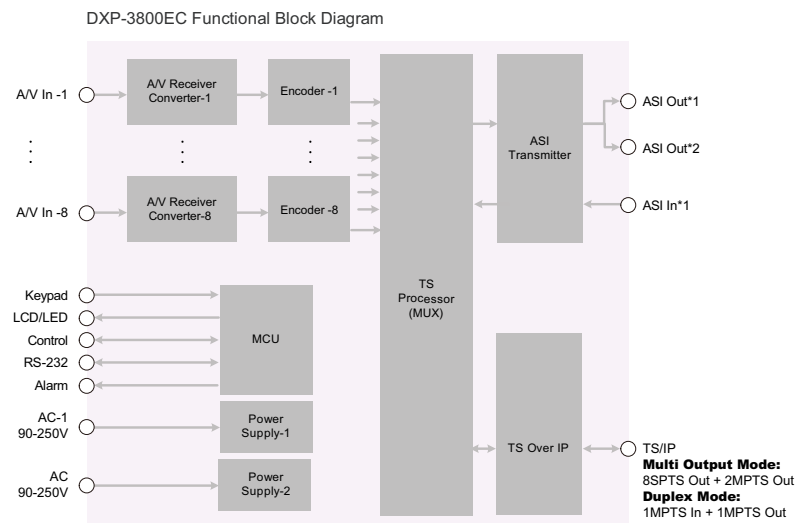 DXP-3800EC Functional Block Diagram
A/V In -1
A/V Receiver
Converter-1
Encoder -1
A/V In -8
A/V Receiver
Converter-8
Encoder -8
TS
Processor
(MUX)
ASI
Transmitter
ASI Out*1
ASI Out*2
ASI In*1
Keypad
LCD/LED
Control
RS-232
Alarm
MCU
AC-1
90-250V
Power
Supply-1
AC
90-250V
Power
Supply-2
TS Over IP
TS/IP
Multi Output Mode:
8SPTS Out + 2MPTS Out
Duplex Mode:
1MPTS In + 1MPTS Out